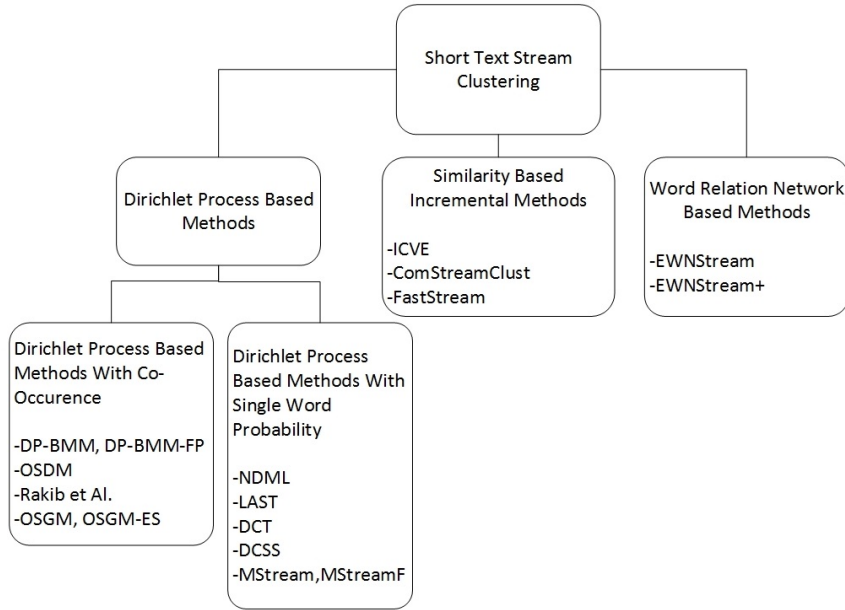 Short Text Stream
Clustering
Dirichlet Process Based
Methods
Similarity Based
Incremental Methods
-ICVE
-ComStreamClust
-FastStream
Word Relation Network
Based Methods
-EWNStream
-EWNStream+
Dirichlet Process Based
Methods With Co-
Occurence
-DP-BMM, DP-BMM-FP
-OSDM
-Rakib et Al.
-OSGM, OSGM-ES
Dirichlet Process
Based Methods With
Single Word
Probability
-NDML
-LAST
-DCT
-DCSS
-MStream,MStreamF